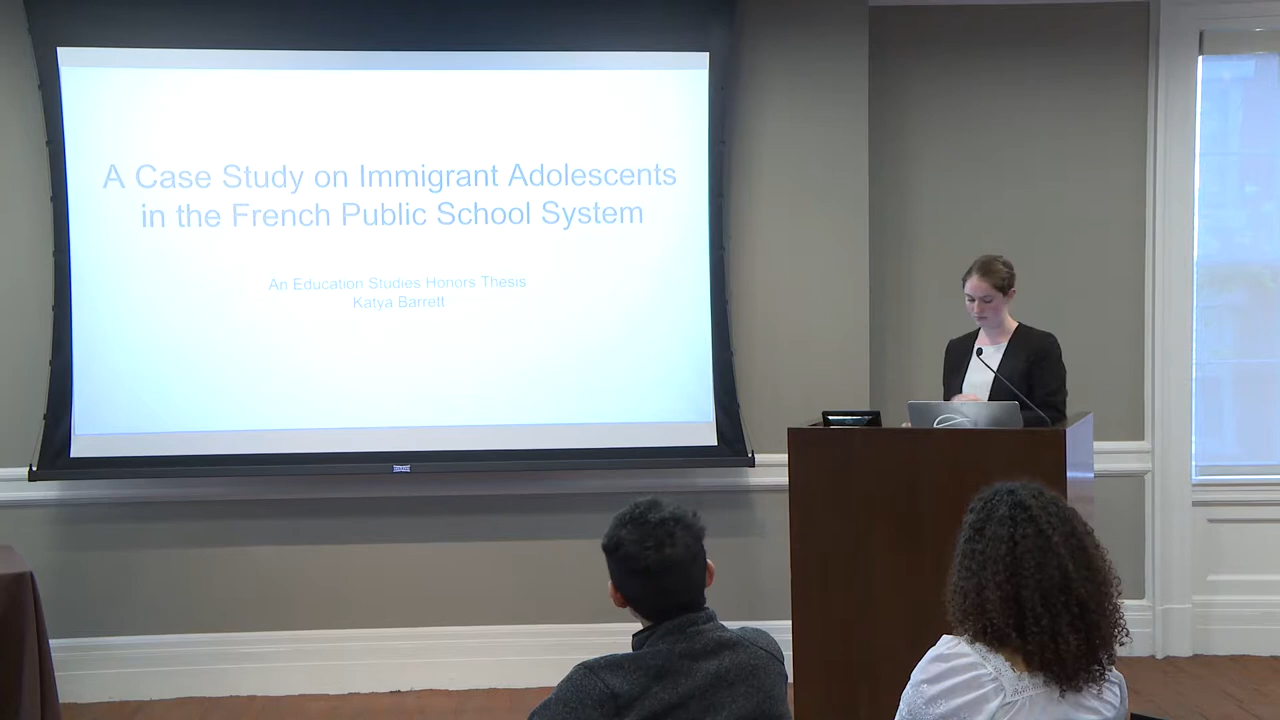 A Case Study on Immigrant Adolescents
in the French Public School System
An Education Studies Honors Thesis
Katya Barrett